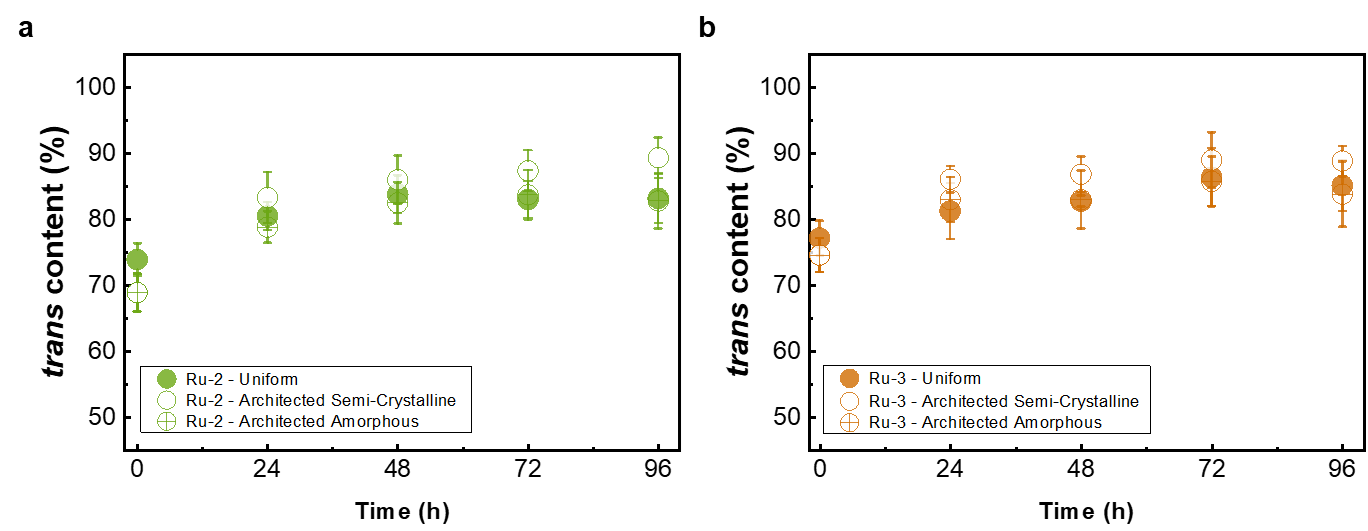 a
100
90
80
70
60
50
trans content (%)
Ru-2 - Uniform
Ru-2 - Architected Semi-Crystalline
Ru-2 - Architected Amorphous
0 24 48 72 96
Time (h)
b
100
90
80
70
60
50
trans content (%)
Ru-3 - Uniform
Ru-3 - Architected Semi-Crystalline
Ru-3 - Architected Amorphous
0 24 48 72 96
Time (h)